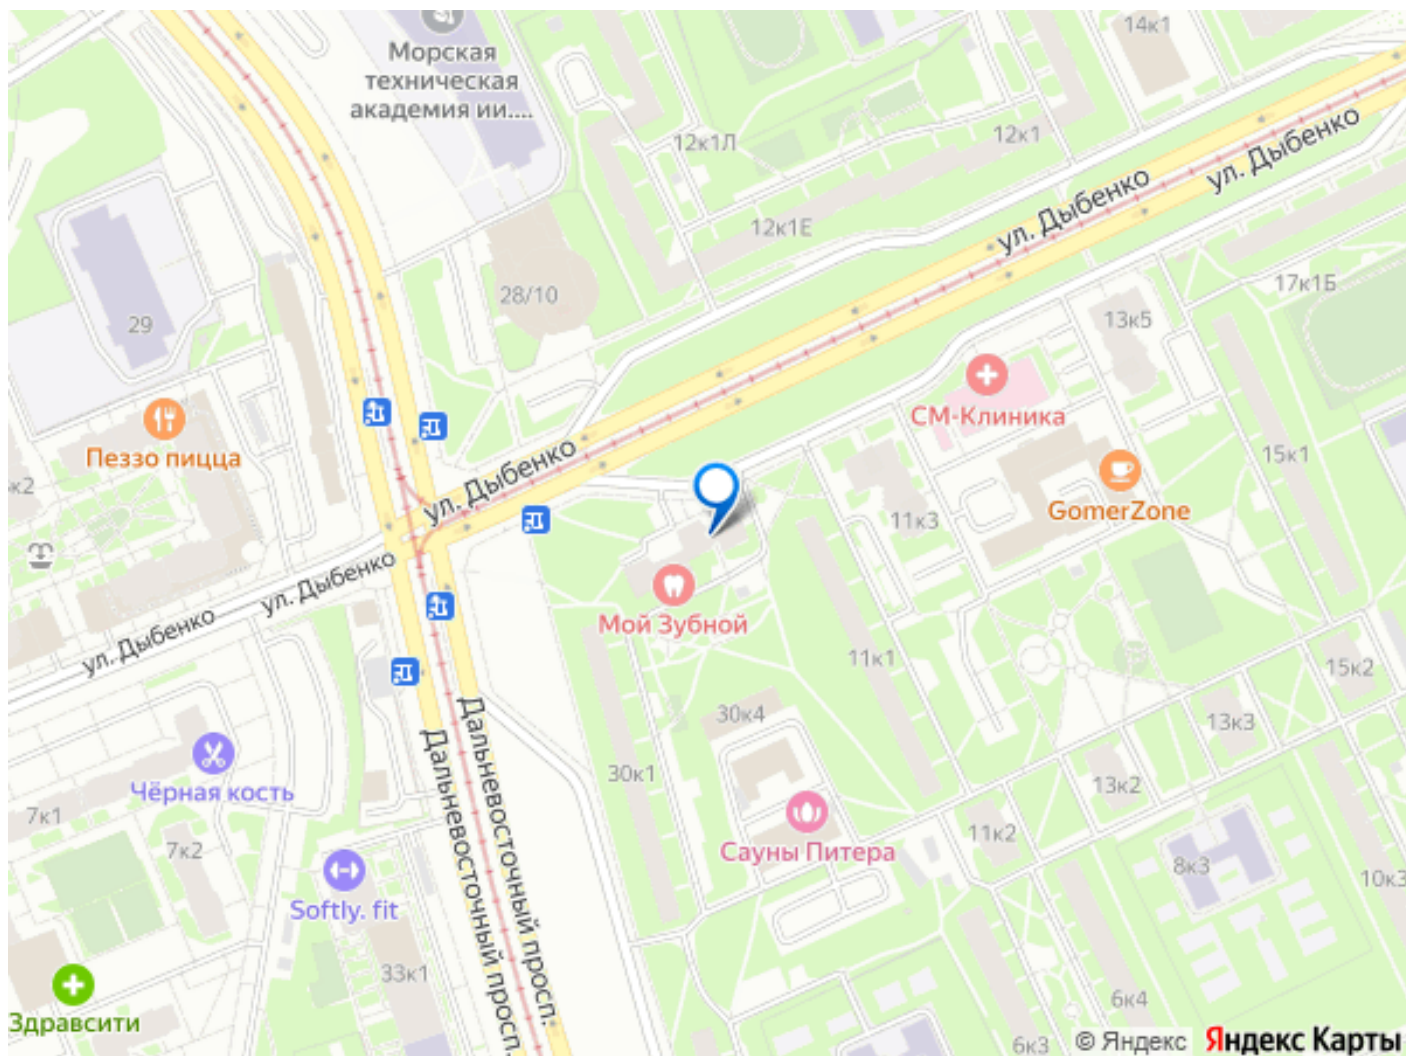 14к1
Морская
техническая
академия ии....
12к1Л
12к1
ул. Дыбенко
ул. Дыбенко
12к1Е
28/10
17к1Б
29
13к5
СМ-Клиника
Пеззо пицца
ул. Дыбенко
15к1
к2
11к3
GomerZone
ул. Дыбенко
ул. Дыбенко
Мой Зубной
11к1
15к2
30к4
13к3
Дальневосточный просп.
Дальневосточный просп.
30к1
13к2
Чёрная кость
7к1
7к2
11к2
Сауны Питера
8к3
10к3
Softly. fit
33к1
6к4
Здравсити
6к3
© Яндекс
Яндекс Карты